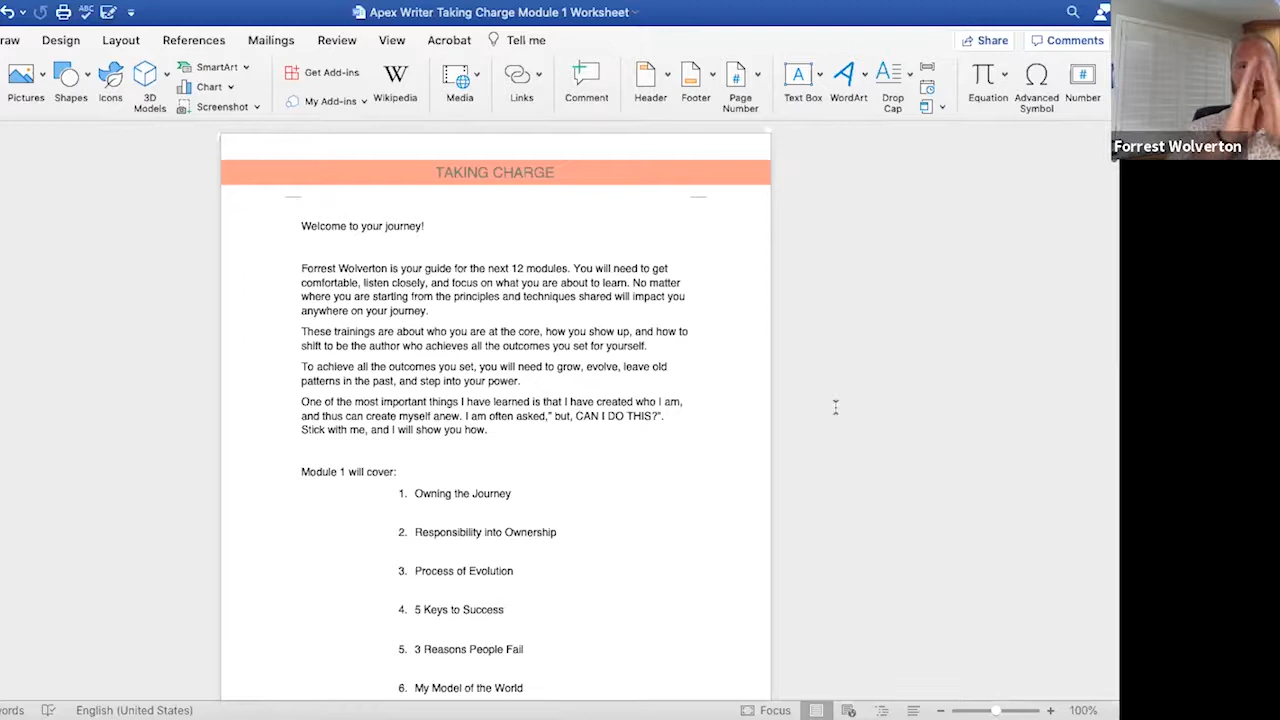 Apex Writer Taking Charge Module 1 Worksheet
raw Design Layout References Mailings Review View Acrobat Tell me Share Comments
Pictures Shapes Icons 3D Models SmartArt Chart Screenshot Get Add-ins My Add-ins Wikipedia Media Links Comment Header Footer Page Number Text Box WordArt Drop Cap Equation Advanced Symbol Number
Forrest Wolverton
TAKING CHARGE
Welcome to your journey!
Forrest Wolverton is your guide for the next 12 modules. You will need to get
comfortable, listen closely, and focus on what you are about to learn. No matter
where you are starting from the principles and techniques shared will impact you
anywhere on your journey.
These trainings are about who you are at the core, how you show up, and how to
shift to be the author who achieves all the outcomes you set for yourself.
To achieve all the outcomes you set, you will need to grow, evolve, leave old
patterns in the past, and step into your power.
One of the most important things I have learned is that I have created who I am,
and thus can create myself anew. I am often asked," but, CAN I DO THIS?".
Stick with me, and I will show you how.
Module 1 will cover:
1. Owning the Journey
2. Responsibility into Ownership
3. Process of Evolution
4. 5 Keys to Success
5. 3 Reasons People Fail
6. My Model of the World
ords English (United States) Focus 100%